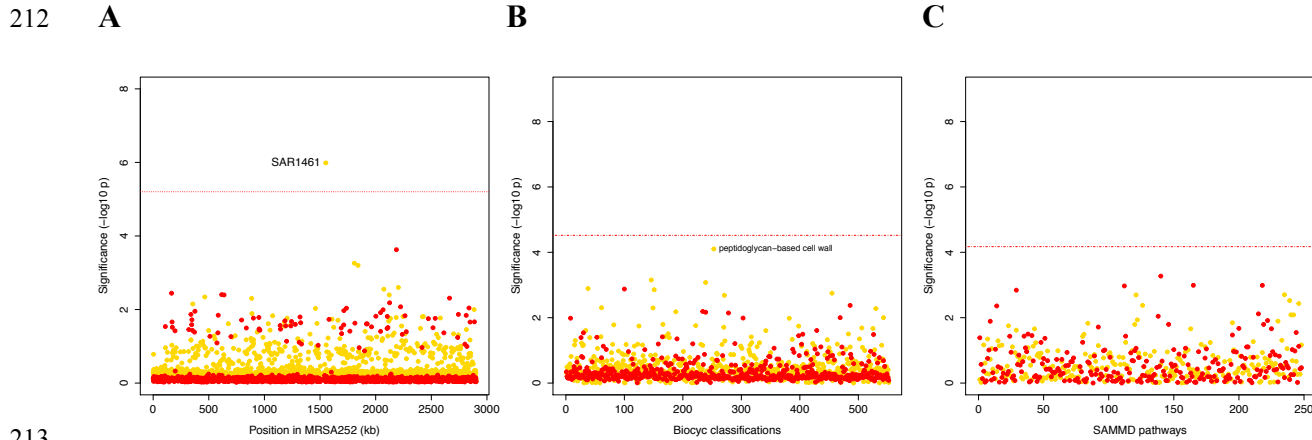 212 A B C
8
6
4
2
0
Significance (−log10 p)
SAR1461
0 500 1000 1500 2000 2500 3000
Position in MRSA252 (kb)
8
6
4
2
0
Significance (−log10 p)
peptidoglycan−based cell wall
0 100 200 300 400 500
Biocyc classifications
8
6
4
2
0
Significance (−log10 p)
0 50 100 150 200 250
SAMMD pathways
213